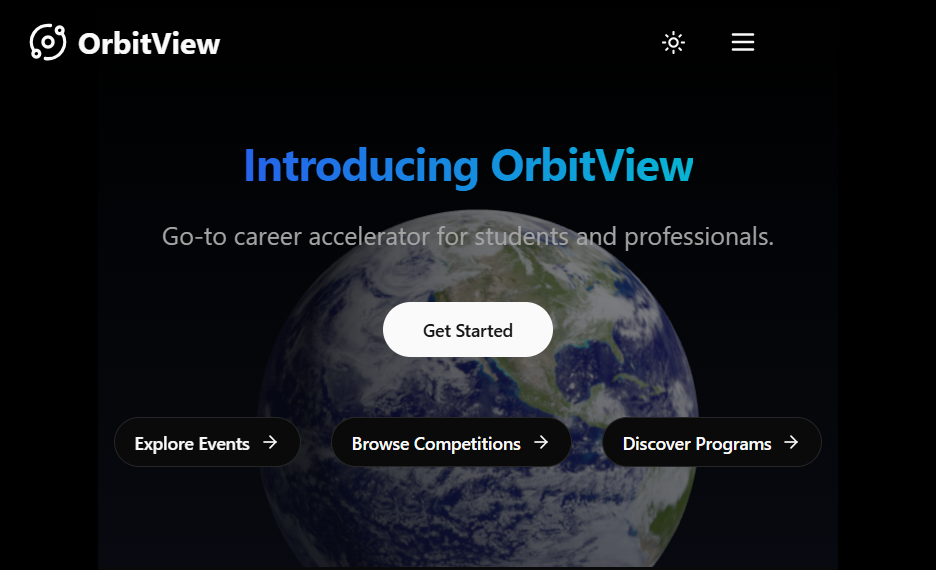 OrbitView
Introducing OrbitView
Go-to career accelerator for students and professionals.
Get Started
Explore Events →
Browse Competitions →
Discover Programs →